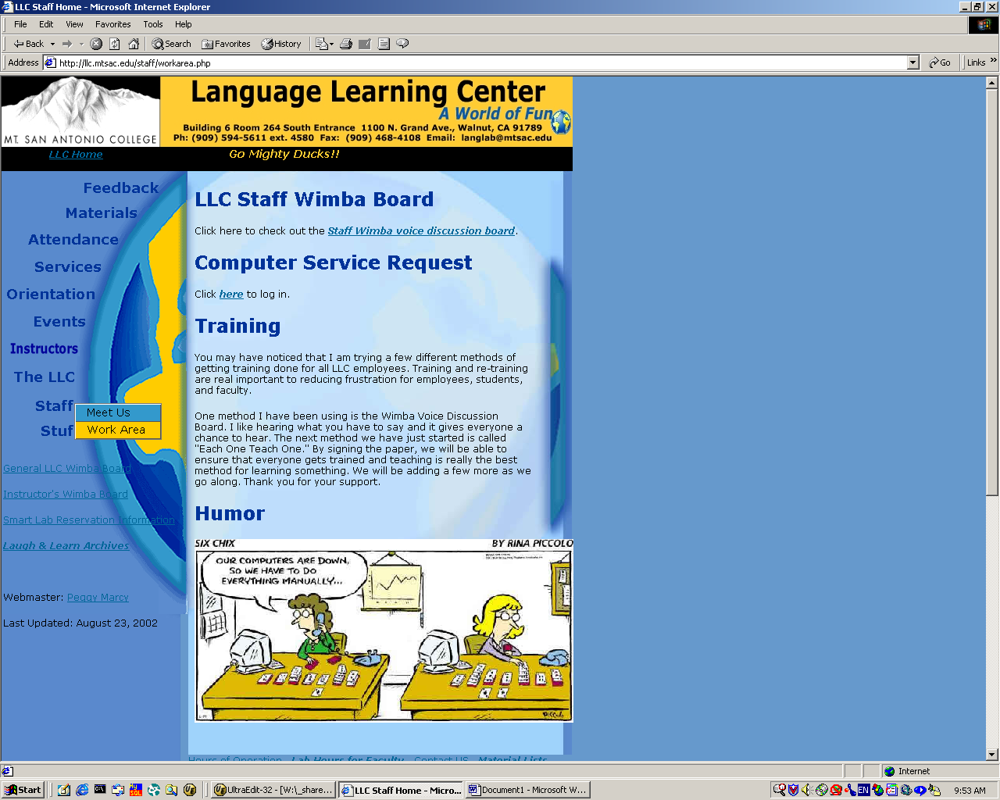 LLC Staff Home - Microsoft Internet Explorer
File Edit View Favorites Tools Help
Back Search Favorites History
Address http://llc.mtsac.edu/staff/workarea.php Go Links »
Language Learning Center
A World of Fun
Building 6 Room 264 South Entrance 1100 N. Grand Ave., Walnut, CA 91789
MT. SAN ANTONIO COLLEGE
Ph: (909) 594-5611 ext. 4580 Fax: (909) 468-4108 Email: langlab@mtsac.edu
LLC Home
Go Mighty Ducks!!
Feedback
Materials
Attendance
Services
Orientation
Events
Instructors
The LLC
Staff
Stuf
Meet Us
Work Area
General LLC Wimba Board
Instructor's Wimba Board
Smart Lab Reservation Information
Laugh & Learn Archives
Webmaster: Peggy Marcy
Last Updated: August 23, 2002
LLC Staff Wimba Board
Click here to check out the Staff Wimba voice discussion board.
Computer Service Request
Click here to log in.
Training
You may have noticed that I am trying a few different methods of
getting training done for all LLC employees. Training and re-training
are real important to reducing frustration for employees, students,
and faculty.
One method I have been using is the Wimba Voice Discussion
Board. I like hearing what you have to say and it gives everyone a
chance to hear. The next method we have just started is called
"Each One Teach One." By signing the paper, we will be able to
ensure that everyone gets trained and teaching is really the best
method for learning something. We will be adding a few more as we
go along. Thank you for your support.
Humor
SIX CHIX BY RINA PICCOLO
OUR COMPUTERS ARE DOWN,
SO WE HAVE TO DO
EVERYTHING MANUALLY...
Piccolo
Hours of Operation Lab Hours for Faculty Contact US Material Lists
Internet
Start UltraEdit-32 - [W:\_share... LLC Staff Home - Micro... Document1 - Microsoft W... EN 9:53 AM